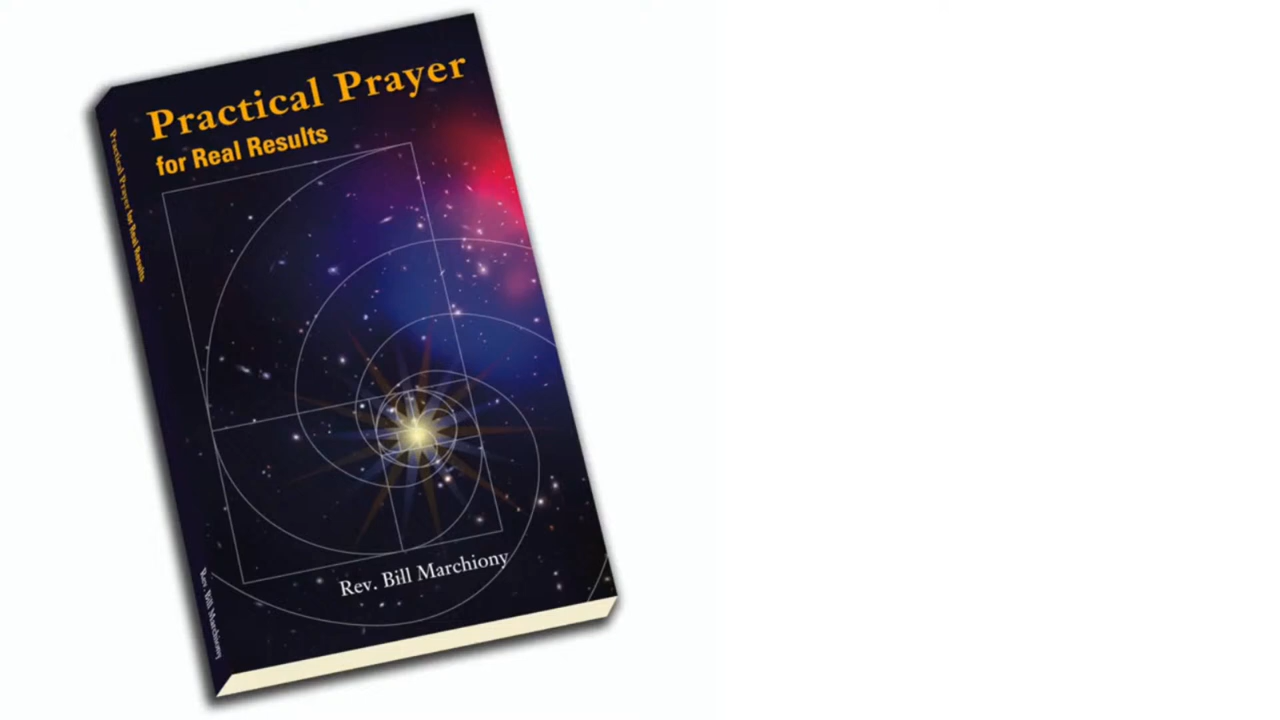 Practical Prayer
for Real Results
Rev. Bill Marchiony
Practical Prayer for Real Results
Rev. Bill Marchiony